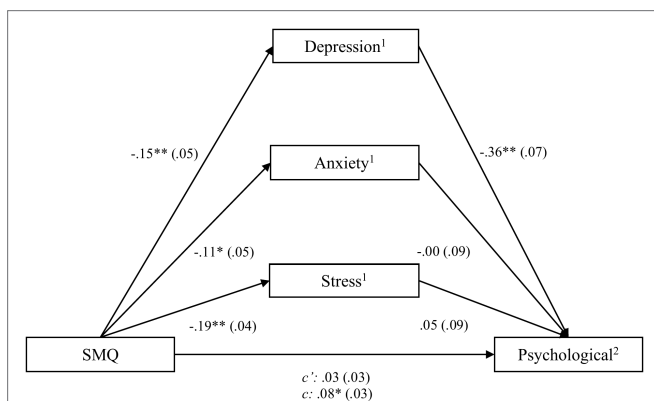 Depression¹
-.15** (.05)
-.36** (.07)
Anxiety¹
-.11* (.05)
-.00 (.09)
Stress¹
-.19** (.04)
.05 (.09)
SMQ
Psychological²
c’: .03 (.03)
c: .08* (.03)